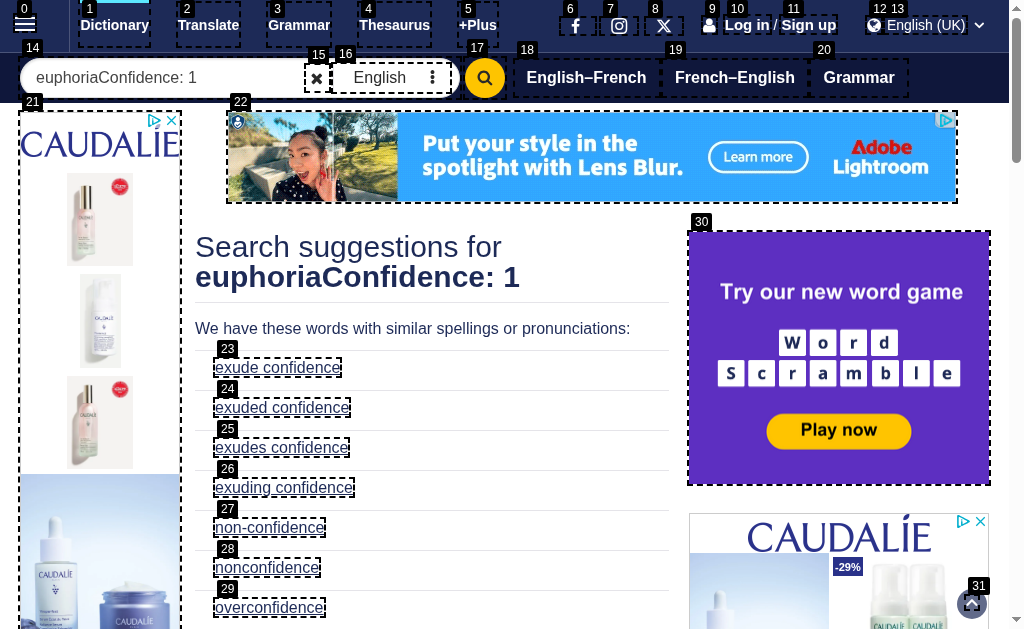 0 1 2 3 4 5 6 7 8 9 10 11 12 13
Dictionary Translate Grammar Thesaurus +Plus Log in / Sign up English (UK)
14 15 16 17 18 19 20
euphoriaConfidence: 1 English English–French French–English Grammar
21 22
CAUDALÍE
Put your style in the
spotlight with Lens Blur.
Learn more
Adobe
Lightroom
30
Search suggestions for
euphoriaConfidence: 1
We have these words with similar spellings or pronunciations:
23
exude confidence
24
exuded confidence
25
exudes confidence
26
exuding confidence
27
non-confidence
28
nonconfidence
29
overconfidence
Try our new word game
Word
Scramble
Play now
CAUDALÍE
-29%
31
CAUDALÍE